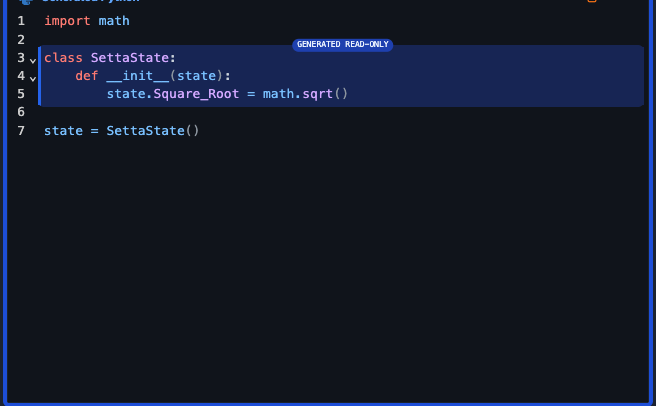 1 import math
2
GENERATED READ-ONLY
3 class SettaState:
4     def __init__(state):
5         state.Square_Root = math.sqrt()
6
7 state = SettaState()